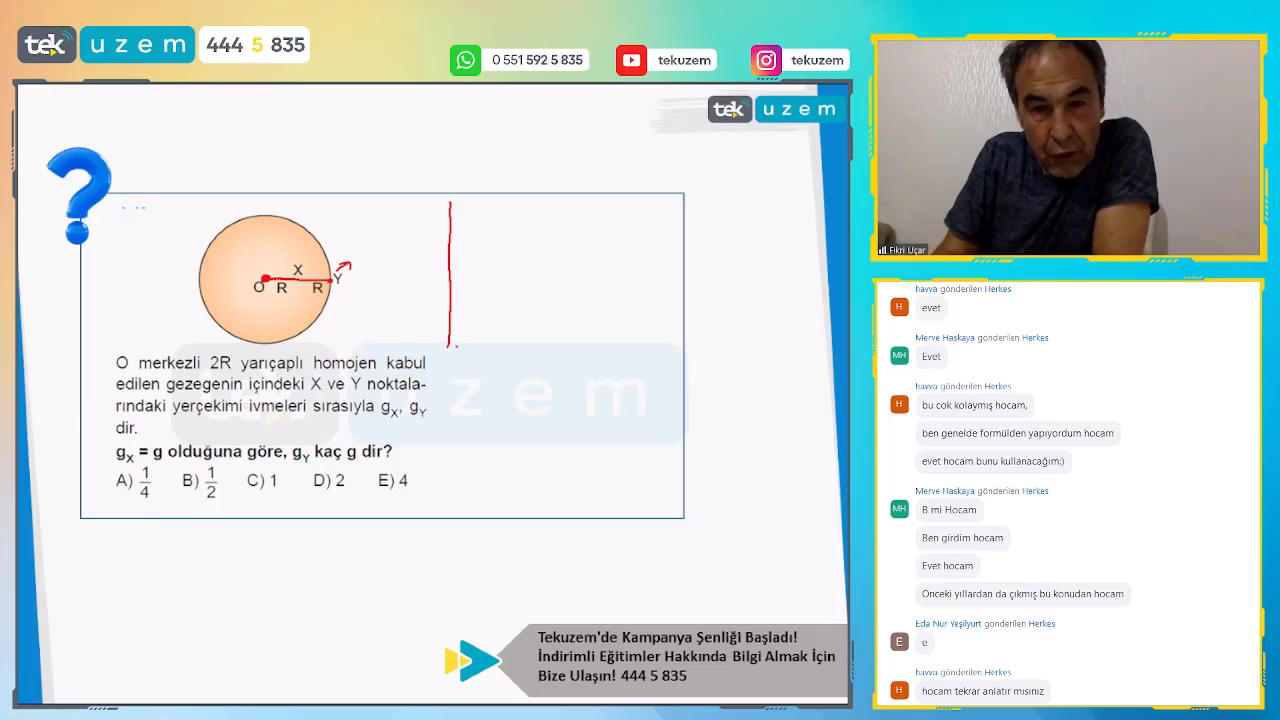 tek uzem 444 5 835
0 551 592 5 835 tekuzem tekuzem
tek uzem
X
O R R Y
O merkezli 2R yarıçaplı homojen kabul
edilen gezegenin içindeki X ve Y noktala-
rındaki yerçekimi ivmeleri sırasıyla gX, gY
dir.
gX = g olduğuna göre, gY kaç g dir?
A) 1/4 B) 1/2 C) 1 D) 2 E) 4
uzem
Tekuzem'de Kampanya Şenliği Başladı!
İndirimli Eğitimler Hakkında Bilgi Almak İçin
Bize Ulaşın! 444 5 835
Fikri Uçar
havva gönderilen Herkes
H evet
Merve Haskaya gönderilen Herkes
MH Evet
havva gönderilen Herkes
H bu cok kolaymış hocam,
ben genelde formülden yapıyordum hocam
evet hocam bunu kullanacağım:)
Merve Haskaya gönderilen Herkes
MH B mi Hocam
Ben girdim hocam
Evet hocam
Önceki yıllardan da çıkmış bu konudan hocam
Eda Nur Yeşilyurt gönderilen Herkes
E e
havva gönderilen Herkes
H hocam tekrar anlatır mısınız